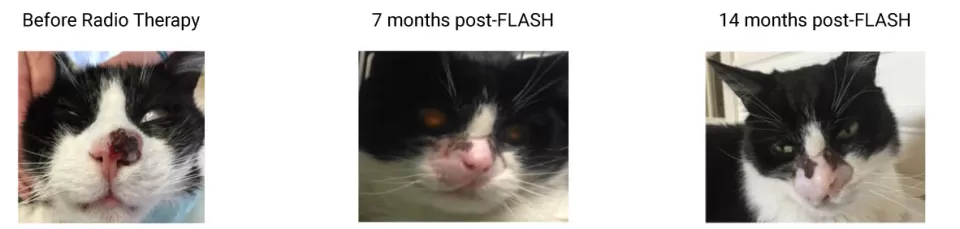 Before Radio Therapy
7 months post-FLASH
14 months post-FLASH